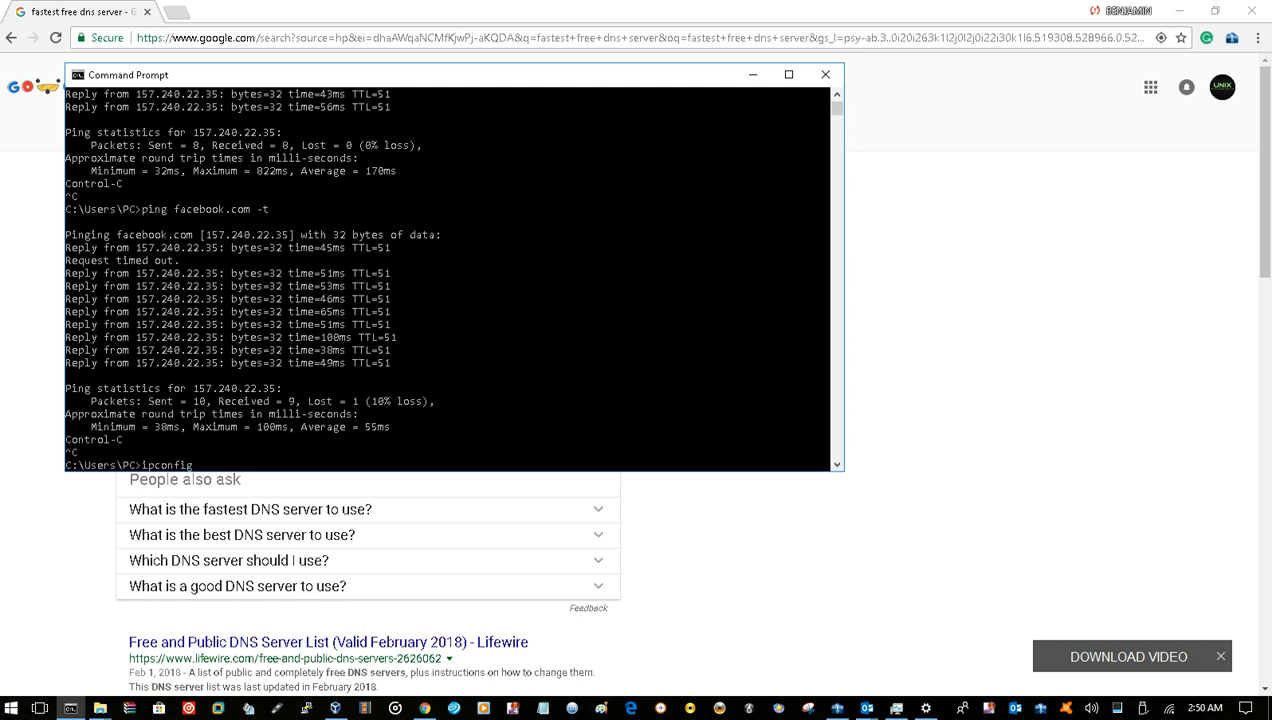 fastest free dns server - G
BENJAMIN
Secure
https://www.google.com/search?source=hp&ei=dhaAWqaNCMfKjwPj-aKQDA&q=fastest+free+dns+server&oq=fastest+free+dns+server&gs_l=psy-ab.3..0i20i263k1l2j0l2j0i22i30k1l6.519308.528966.0.52...
Command Prompt
UNIX
Reply from 157.240.22.35: bytes=32 time=43ms TTL=51
Reply from 157.240.22.35: bytes=32 time=56ms TTL=51
Ping statistics for 157.240.22.35:
Packets: Sent = 8, Received = 8, Lost = 0 (0% loss),
Approximate round trip times in milli-seconds:
Minimum = 32ms, Maximum = 822ms, Average = 170ms
Control-C
^C
C:\Users\PC>ping facebook.com -t
Pinging facebook.com [157.240.22.35] with 32 bytes of data:
Reply from 157.240.22.35: bytes=32 time=45ms TTL=51
Request timed out.
Reply from 157.240.22.35: bytes=32 time=51ms TTL=51
Reply from 157.240.22.35: bytes=32 time=53ms TTL=51
Reply from 157.240.22.35: bytes=32 time=46ms TTL=51
Reply from 157.240.22.35: bytes=32 time=65ms TTL=51
Reply from 157.240.22.35: bytes=32 time=51ms TTL=51
Reply from 157.240.22.35: bytes=32 time=100ms TTL=51
Reply from 157.240.22.35: bytes=32 time=38ms TTL=51
Reply from 157.240.22.35: bytes=32 time=49ms TTL=51
Ping statistics for 157.240.22.35:
Packets: Sent = 10, Received = 9, Lost = 1 (10% loss),
Approximate round trip times in milli-seconds:
Minimum = 38ms, Maximum = 100ms, Average = 55ms
Control-C
^C
C:\Users\PC>ipconfig
People also ask
What is the fastest DNS server to use?
What is the best DNS server to use?
Which DNS server should I use?
What is a good DNS server to use?
Feedback
Free and Public DNS Server List (Valid February 2018) - Lifewire
https://www.lifewire.com/free-and-public-dns-servers-2626062
Feb 1, 2018 - A list of public and completely free DNS servers, plus instructions on how to change them.
This DNS server list was last updated in February 2018.
DOWNLOAD VIDEO
2:50 AM